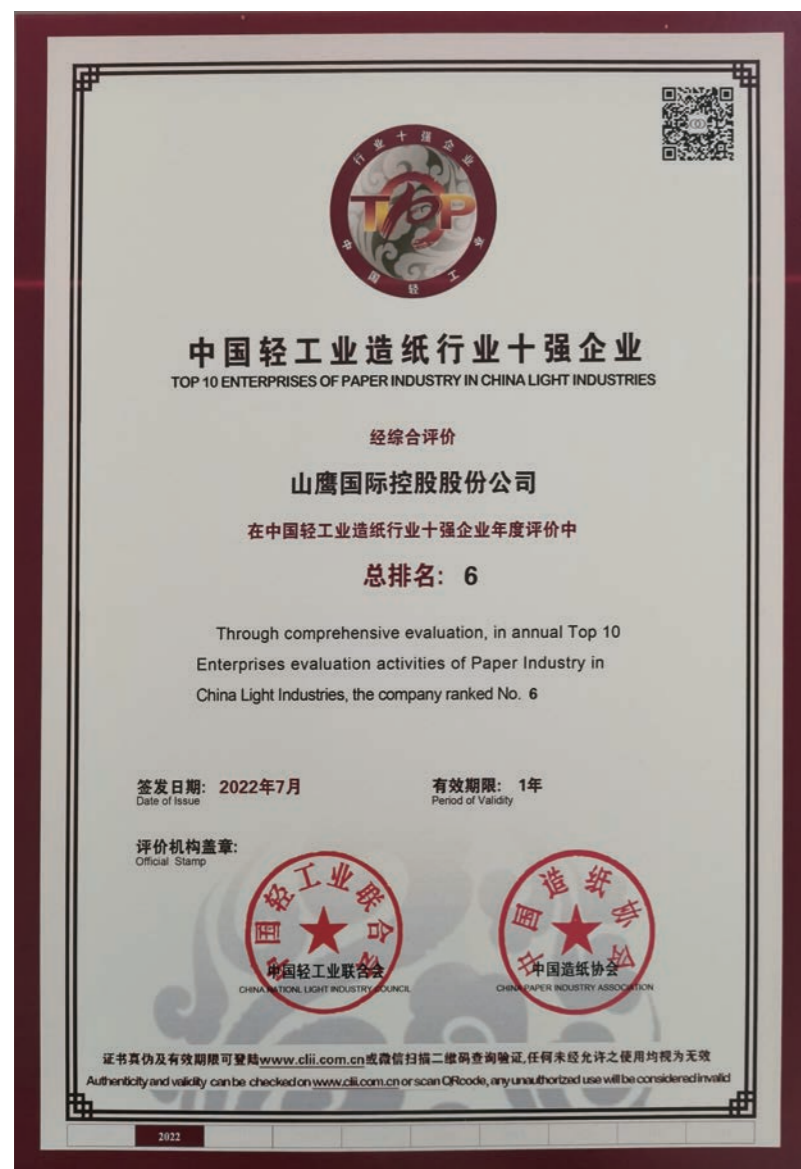 中国轻工业行业十强企业
TOP
中国轻工业造纸行业十强企业
TOP 10 ENTERPRISES OF PAPER INDUSTRY IN CHINA LIGHT INDUSTRIES
经综合评价
山鹰国际控股股份公司
在中国轻工业造纸行业十强企业年度评价中
总排名: 6
Through comprehensive evaluation, in annual Top 10
Enterprises evaluation activities of Paper Industry in
China Light Industries, the company ranked No. 6
签发日期: 2022年7月
Date of Issue
有效期限: 1年
Period of Validity
评价机构盖章:
Official Stamp
中国轻工业联合会
中国轻工业联合会
CHINA NATIONL LIGHT INDUSTRY COUNCIL
中国造纸协会
中国造纸协会
CHINA PAPER INDUSTRY ASSOCIATION
证书真伪及有效期限可登陆www.clii.com.cn或微信扫描二维码查询验证,任何未经允许之使用均视为无效
Authenticity and validity can be checked on www.clii.com.cn or scan QRcode, any unauthorized use will be considered invalid
2022